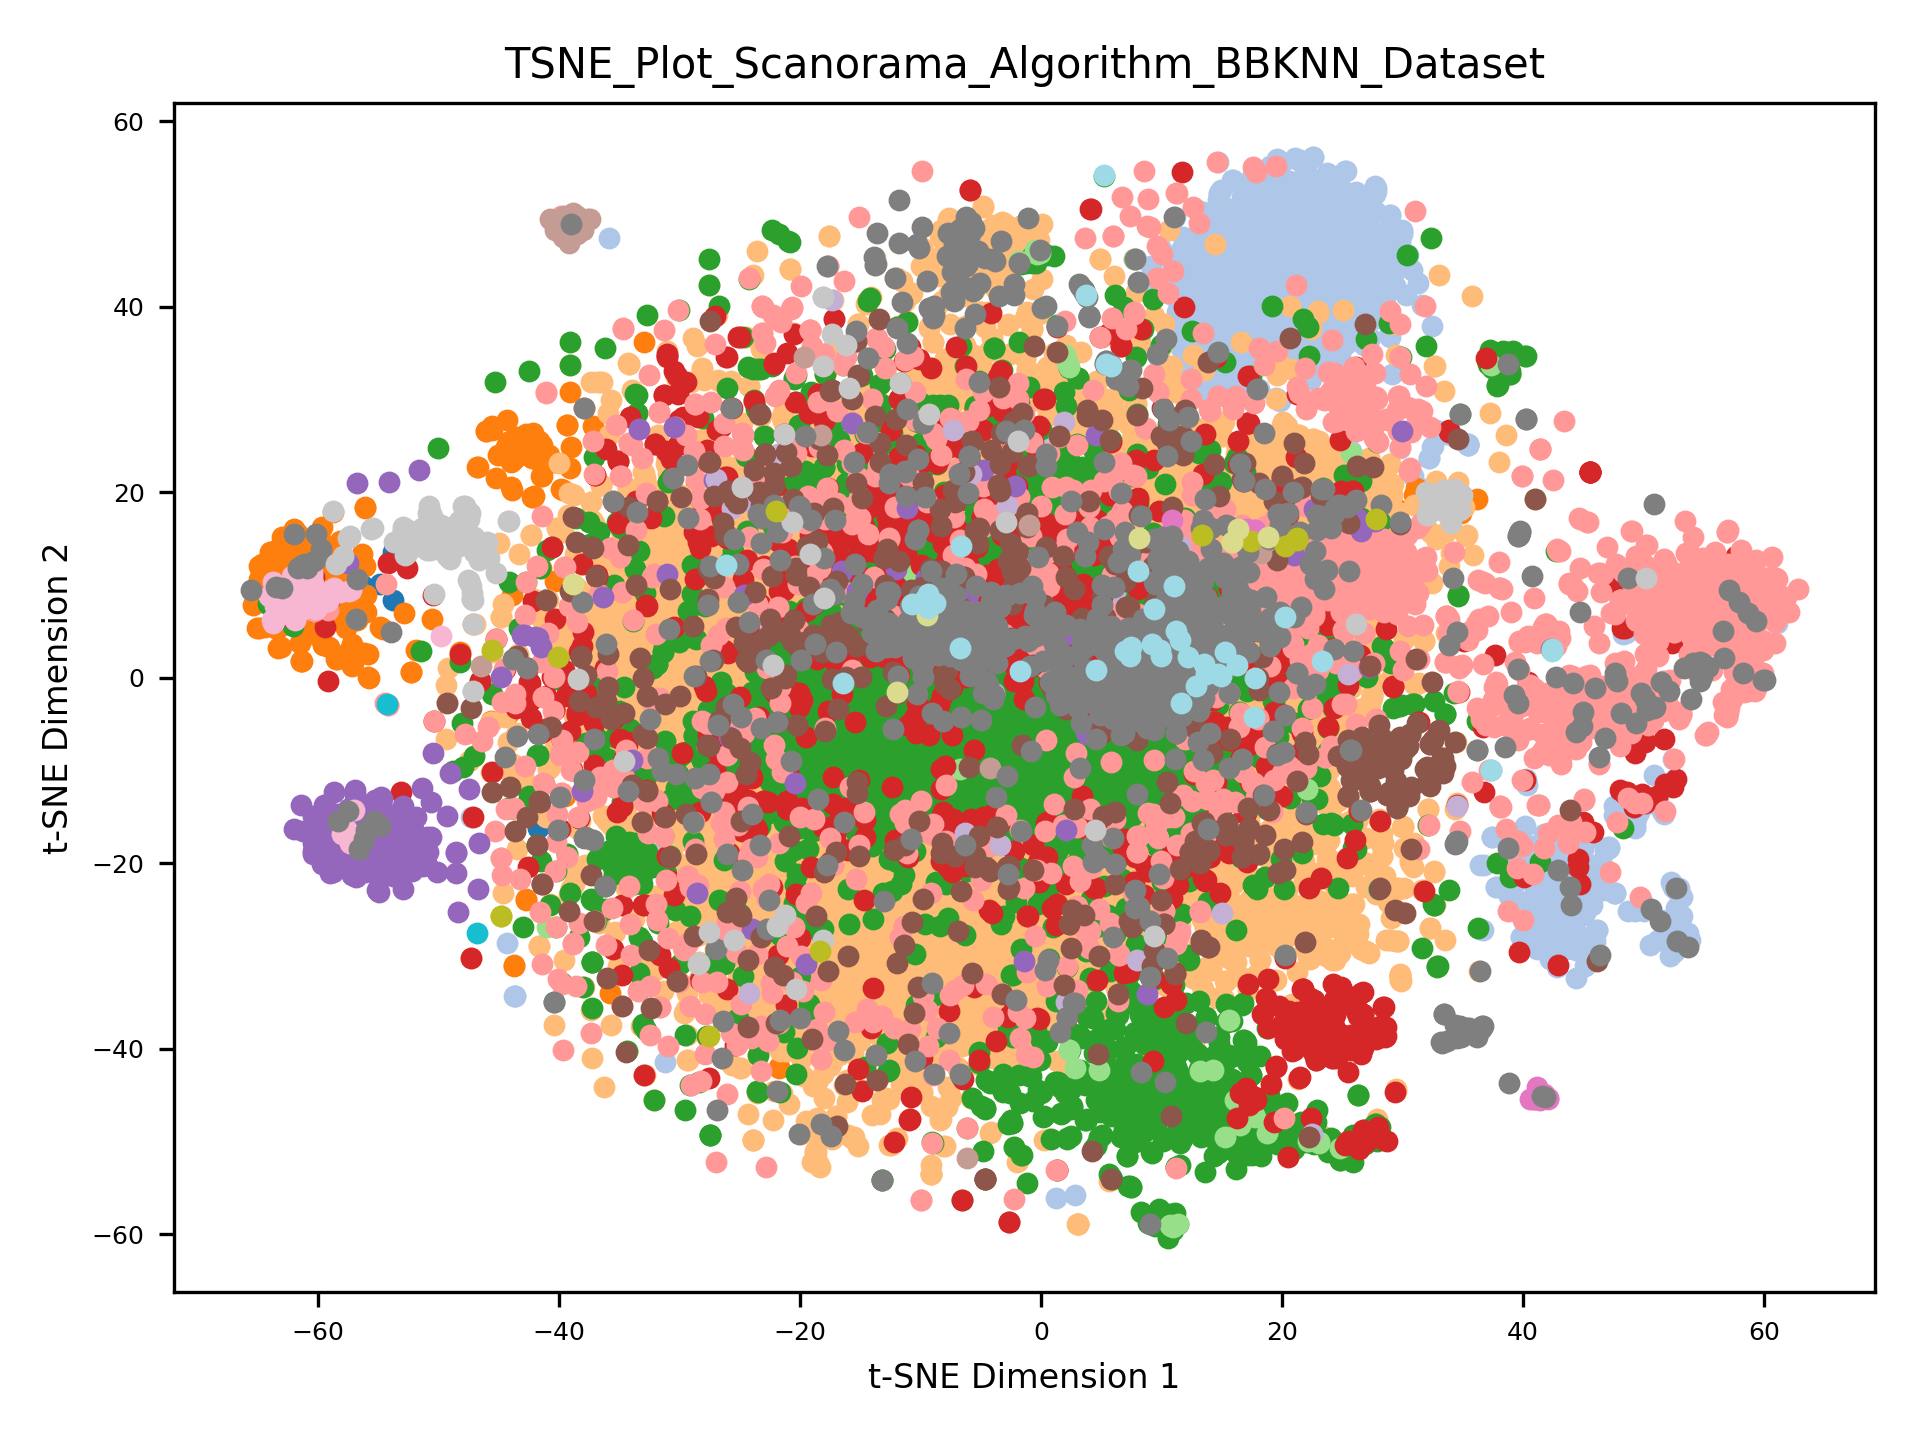 TSNE_Plot_Scanorama_Algorithm_BBKNN_Dataset
60
40
20
0
−20
−40
−60
t-SNE Dimension 2
−60 −40 −20 0 20 40 60
t-SNE Dimension 1